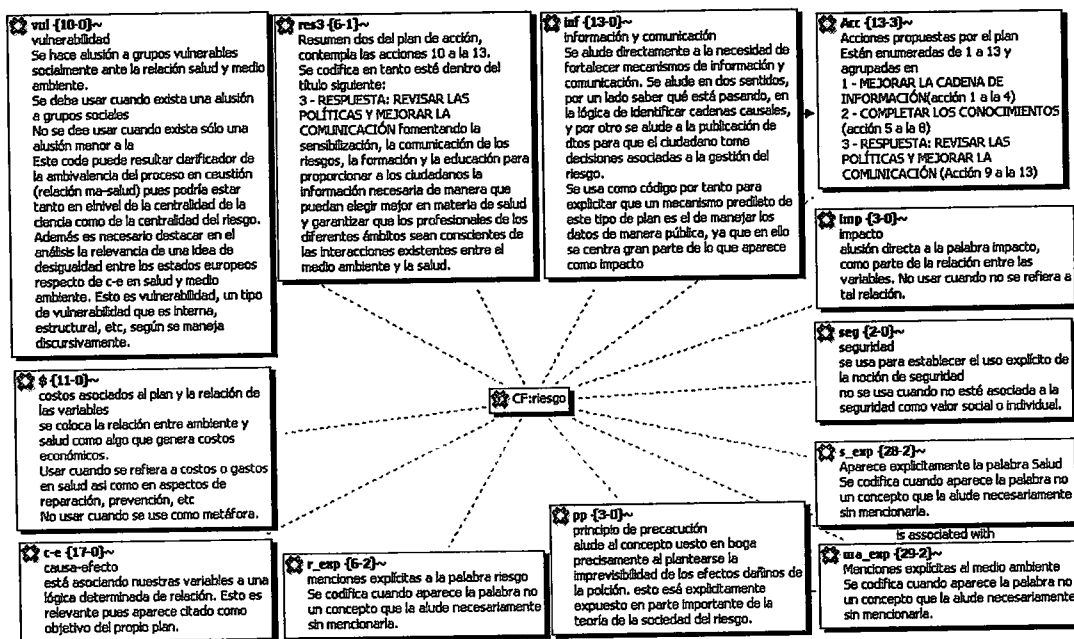 vul {10-0}~
vulnerabilidad
Se hace alusión a grupos vulnerables
socialmente ante la relación salud y medio
ambiente.
Se debe usar cuando exista una alusión
a grupos sociales
No se dee usar cuando exista sólo una
alusión menor a la
Este code puede resultar clarificador de
la ambivalencia del proceso en ceustión
(relación ma-salud) pues podría estar
tanto en elnivel de la centralidad de la
ciencia como de la centralidad del riesgo.
Además es necesario destacar en el
análisis la relevancia de una idea de
desigualdad entre los estados europeos
respecto de c-e en salud y medio
ambiente. Esto es vulnerabilidad, un tipo
de vulnerabilidad que es interna,
estructural, etc, según se maneja
discursivamente.
res3 {6-1}~
Resumen dos del plan de acción,
contempla las acciones 10 a la 13.
Se codifica en tanto esté dentro del
título siguiente:
3 - RESPUESTA: REVISAR LAS
POLÍTICAS Y MEJORAR LA
COMUNICACIÓN fomentando la
sensibilización, la comunicación de los
riesgos, la formación y la educación para
proporcionar a los ciudadanos la
información necesaria de manera que
puedan elegir mejor en materia de salud
y garantizar que los profesionales de los
diferentes ámbitos sean conscientes de
las interacciones existentes entre el
medio ambiente y la salud.
inf {13-0}~
información y comunicación
Se alude directamente a la necesidad de
fortalecer mecanismos de información y
comunicación. Se alude en dos sentidos,
por un lado saber qué está pasando, en
la lógica de identificar cadenas causales,
y por otro se alude a la publicación de
dtos para que el ciudadano tome
decisiones asociadas a la gestión del
riesgo.
Se usa como código por tanto para
explicitar que un mecanismo predileto de
este tipo de plan es el de manejar los
datos de manera pública, ya que en ello
se centra gran parte de lo que aparece
como impacto
Acc {13-3}~
Acciones propuestas por el plan
Están enumeradas de 1 a 13 y
agrupadas en
1 - MEJORAR LA CADENA DE
INFORMACIÓN(acción 1 a la 4)
2 - COMPLETAR LOS CONOCIMIENTOS
(acción 5 a la 8)
3 - RESPUESTA: REVISAR LAS
POLÍTICAS Y MEJORAR LA
COMUNICACIÓN (Acción 9 a la 13)
Imp {3-0}~
impacto
alusión directa a la palabra impacto,
como parte de la relación entre las
variables. No usar cuando no se refiera a
tal relación.
seg {2-0}~
seguridad
se usa para establecer el uso explícito de
la noción de seguridad
no se usa cuando no esté asociada a la
seguridad como valor social o individual.
CF:riesgo
$ {11-0}~
costos asociados al plan y la relación de
las variables
se coloca la relación entre ambiente y
salud como algo que genera costos
económicos.
Usar cuando se refiera a costos o gastos
en salud asi como en aspectos de
reparación, prevención, etc
No usar cuando se use como metáfora.
s_exp {28-2}~
Aparece explicitamente la palabra Salud
Se codifica cuando aparece la palabra no
un concepto que la alude necesariamente
sin mencionarla.
is associated with
c-e {17-0}~
causa-efecto
está asociando nuestras variables a una
lógica determinada de relación. Esto es
relevante pues aparece citado como
objetivo del propio plan.
r_exp {6-2}~
menciones explícitas a la palabra riesgo
Se codifica cuando aparece la palabra no
un concepto que la alude necesariamente
sin mencionarla.
pp {3-0}~
principio de precacución
alude al concepto uesto en boga
precisamente al plantearse la
imprevisibilidad de los efectos dañinos de
la polción. esto esá explicitamente
expuesto en parte importante de la
teoría de la sociedad del riesgo.
ma_exp {29-2}~
Menciones explícitas al medio ambiente
Se codifica cuando aparece la palabra no
un concepto que la alude necesariamente
sin mencionarla.